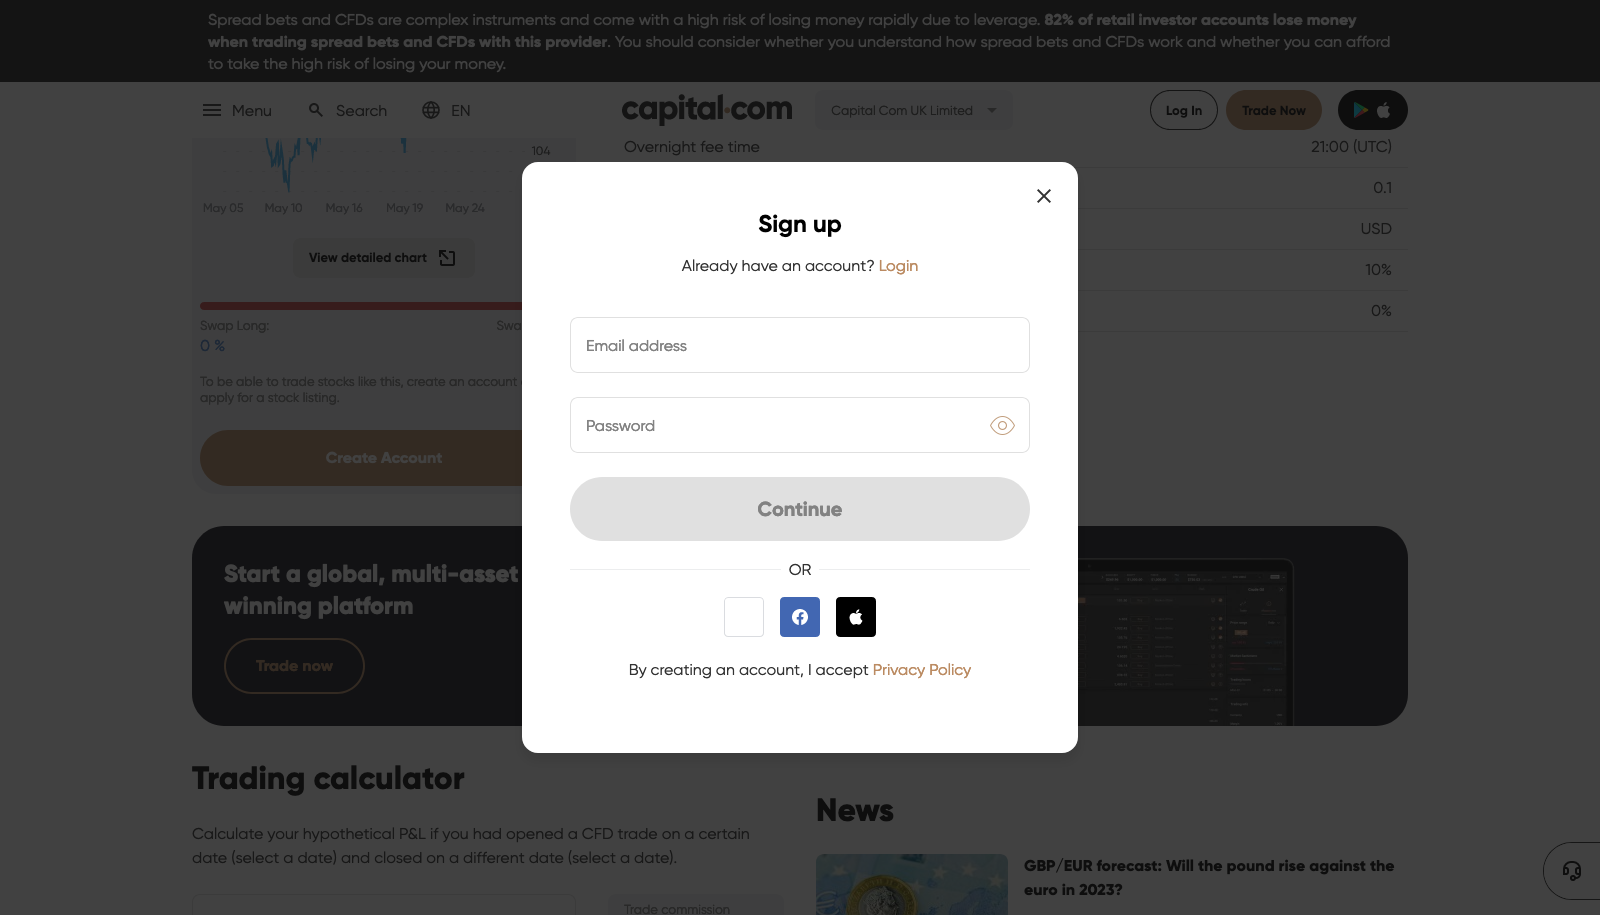 Spread bets and CFDs are complex instruments and come with a high risk of losing money rapidly due to leverage. 82% of retail investor accounts lose money
when trading spread bets and CFDs with this provider. You should consider whether you understand how spread bets and CFDs work and whether you can afford
to take the high risk of losing your money.
Menu Search EN capital.com Capital Com UK Limited Log In Trade Now
Overnight fee time 21:00 (UTC)
104
0.1
May 05 May 10 May 16 May 19 May 24
USD
View detailed chart
10%
0%
Swap Long:
0 %
To be able to trade stocks like this, create an account
apply for a stock listing.
Create Account
Sign up
Already have an account? Login
Email address
Password
Continue
OR
By creating an account, I accept Privacy Policy
Start a global, multi-asset
winning platform
Trade now
Trading calculator
Calculate your hypothetical P&L if you had opened a CFD trade on a certain
date (select a date) and closed on a different date (select a date).
Trade commission
News
GBP/EUR forecast: Will the pound rise against the
euro in 2023?